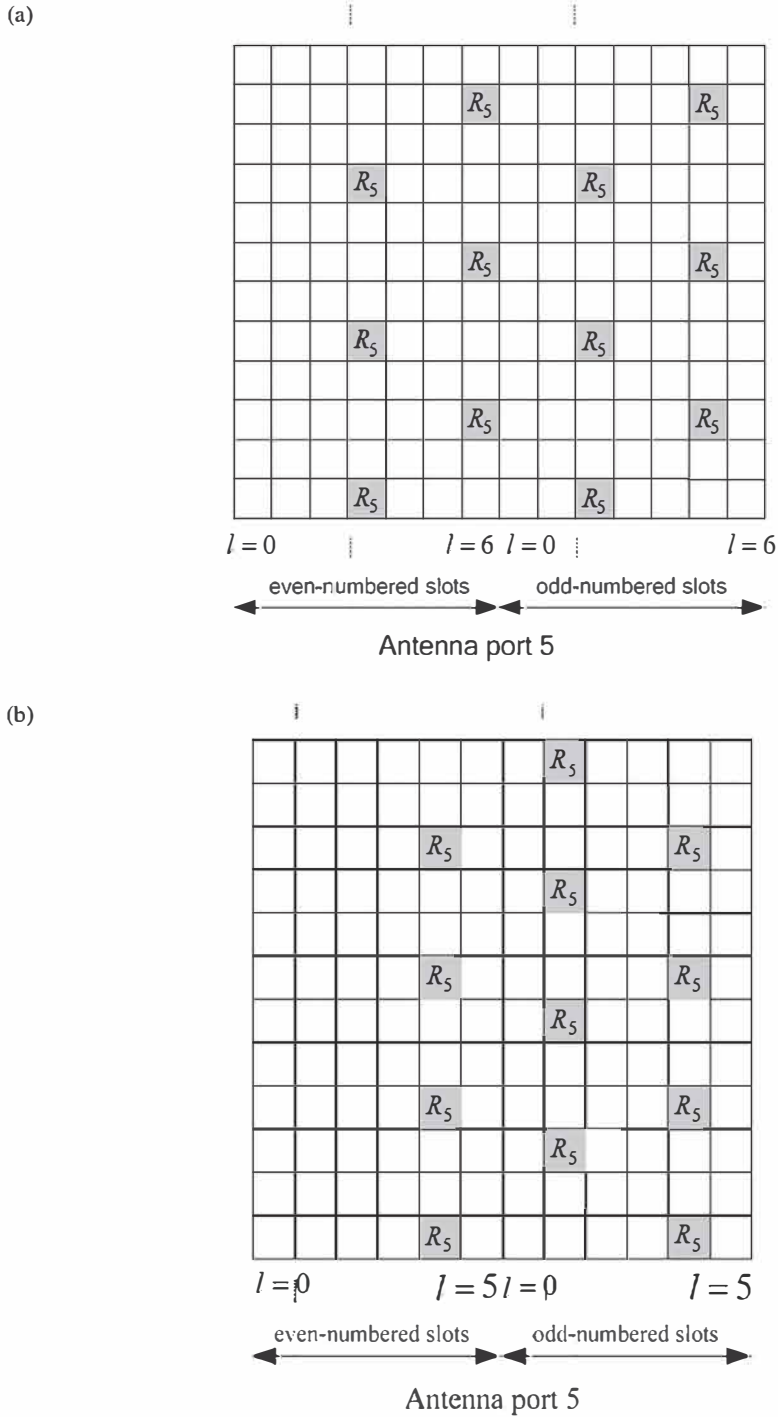 (a)
R5 R5
R5 R5
R5 R5
R5 R5
R5 R5
R5 R5
l = 0 l = 6 l = 0 l = 6
even-numbered slots odd-numbered slots
Antenna port 5
(b)
R5
R5 R5
R5
R5 R5
R5
R5 R5
R5
R5 R5
l = 0 l = 5 l = 0 l = 5
even-numbered slots odd-numbered slots
Antenna port 5